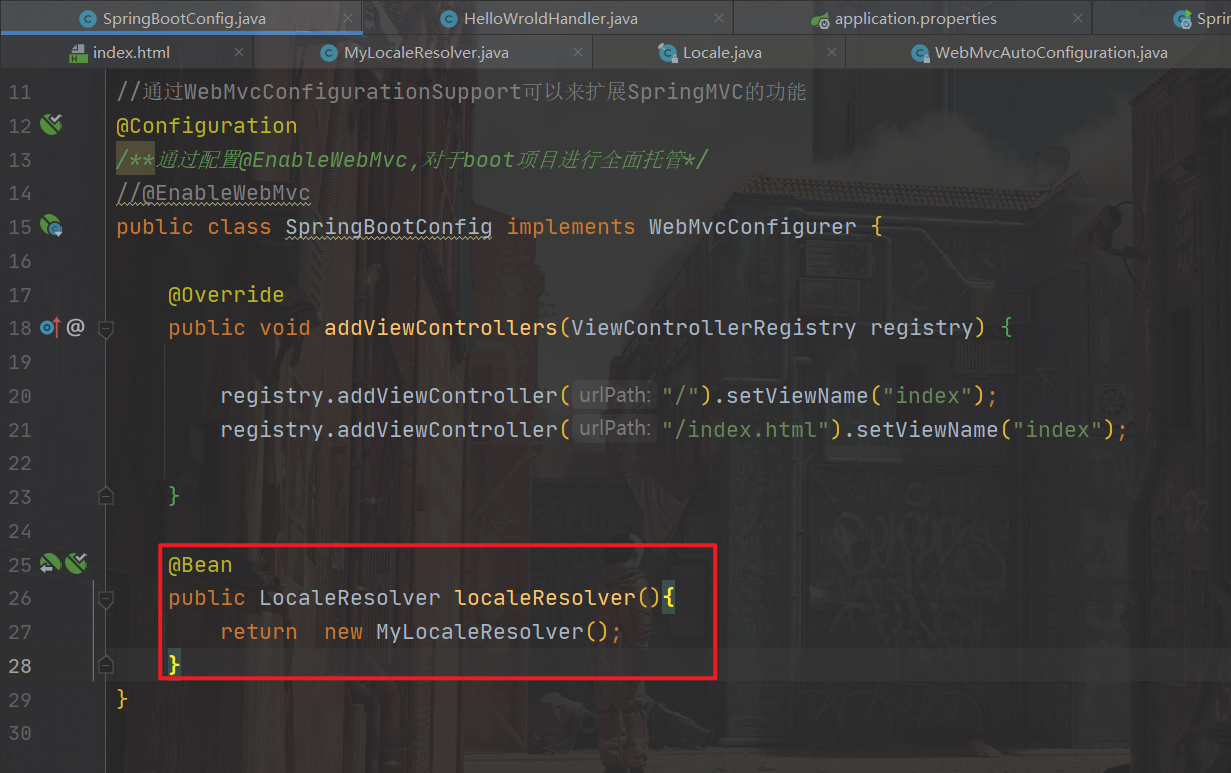 SpringBootConfig.java HelloWroldHandler.java application.properties Sprin
index.html MyLocaleResolver.java Locale.java WebMvcAutoConfiguration.java
11 //通过WebMvcConfigurationSupport可以来扩展SpringMVC的功能
12 @Configuration
13 /**通过配置@EnableWebMvc,对于boot项目进行全面托管*/
14 //@EnableWebMvc
15 public class SpringBootConfig implements WebMvcConfigurer {
16
17 @Override
18 @ public void addViewControllers(ViewControllerRegistry registry) {
19
20 registry.addViewController( urlPath: "/").setViewName("index");
21 registry.addViewController( urlPath: "/index.html").setViewName("index");
22
23 }
24
25 @Bean
26 public LocaleResolver localeResolver(){
27 return new MyLocaleResolver();
28 }
29 }
30